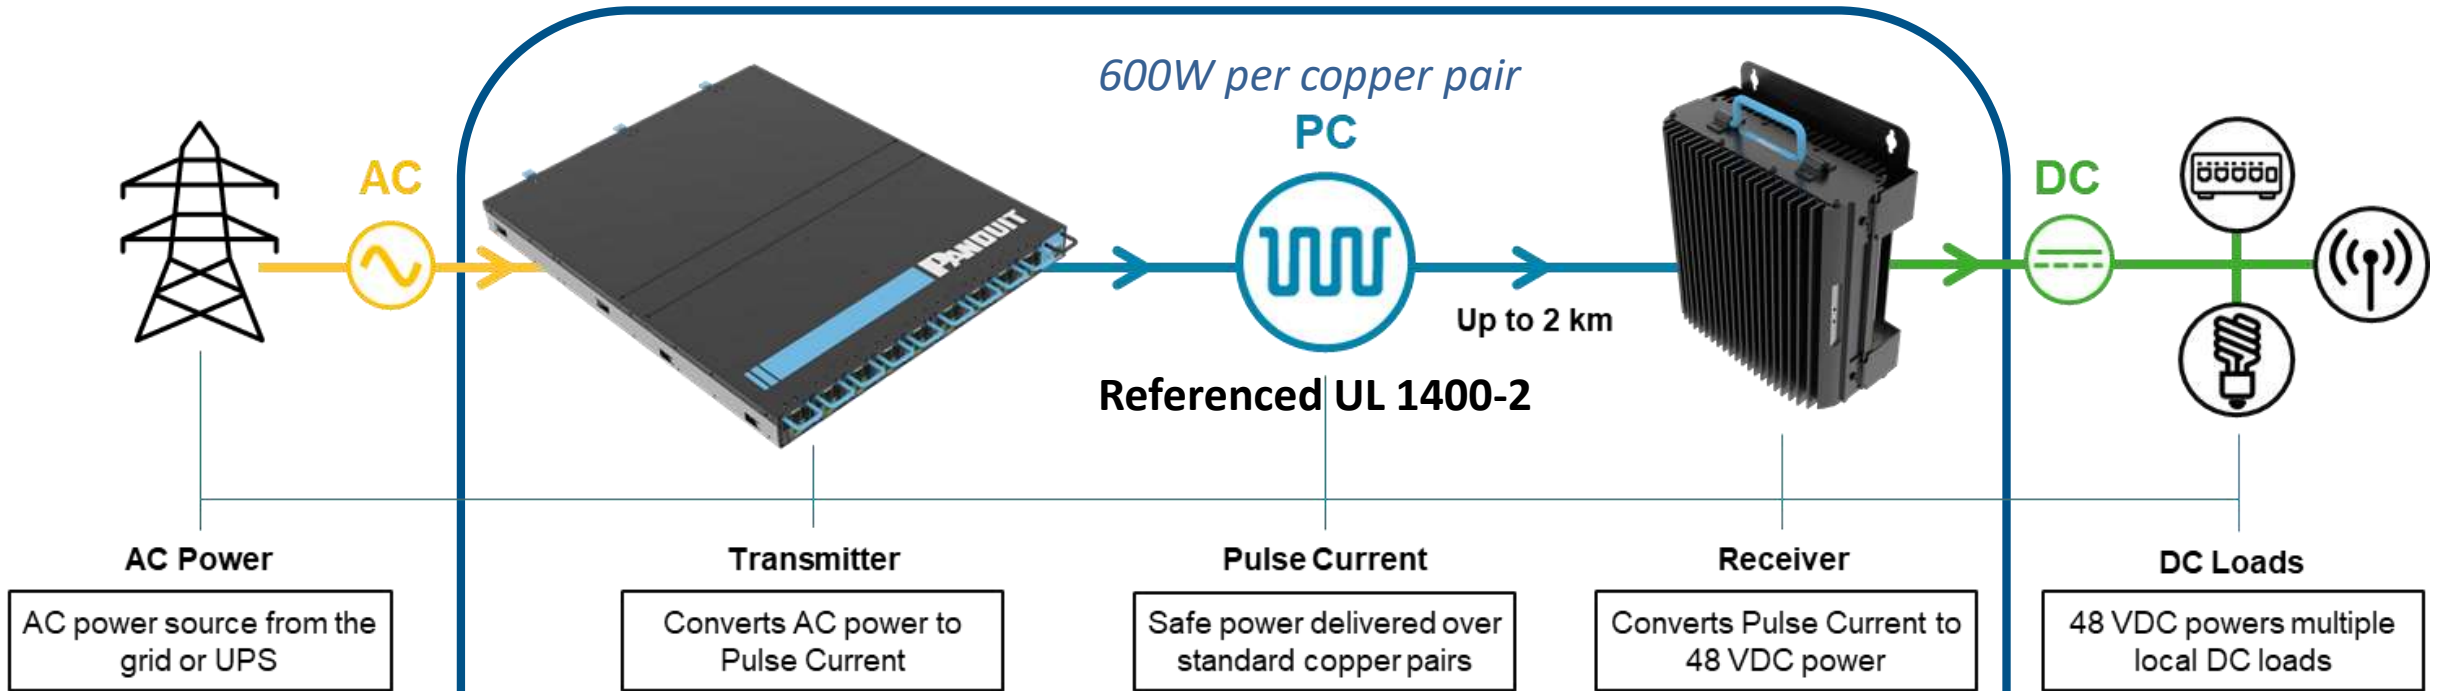 600W per copper pair
PC
AC
DC
PANDUIT
Up to 2 km
Referenced UL 1400-2
AC Power
AC power source from the
grid or UPS
Transmitter
Converts AC power to
Pulse Current
Pulse Current
Safe power delivered over
standard copper pairs
Receiver
Converts Pulse Current to
48 VDC power
DC Loads
48 VDC powers multiple
local DC loads